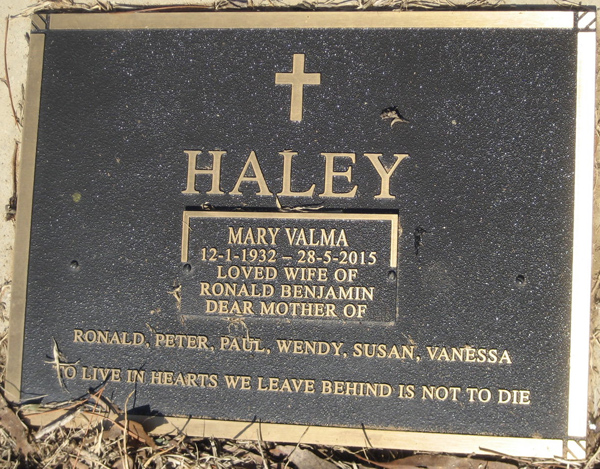 HALEY
MARY VALMA
12-1-1932 – 28-5-2015
LOVED WIFE OF
RONALD BENJAMIN
DEAR MOTHER OF
RONALD, PETER, PAUL, WENDY, SUSAN, VANESSA
TO LIVE IN HEARTS WE LEAVE BEHIND IS NOT TO DIE